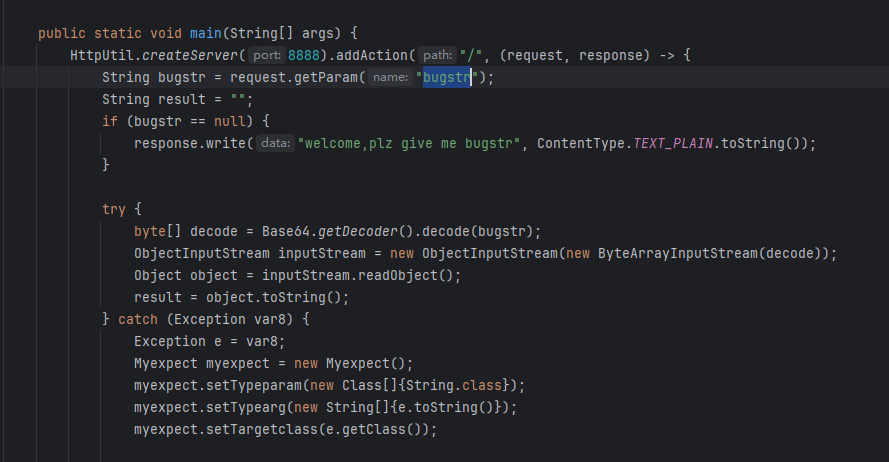 public static void main(String[] args) {
HttpUtil.createServer( port: 8888).addAction( path: "/", (request, response) -> {
String bugstr = request.getParam( name: "bugstr");
String result = "";
if (bugstr == null) {
response.write( data: "welcome,plz give me bugstr", ContentType.TEXT_PLAIN.toString());
}
try {
byte[] decode = Base64.getDecoder().decode(bugstr);
ObjectInputStream inputStream = new ObjectInputStream(new ByteArrayInputStream(decode));
Object object = inputStream.readObject();
result = object.toString();
} catch (Exception var8) {
Exception e = var8;
Myexpect myexpect = new Myexpect();
myexpect.setTypeparam(new Class[]{String.class});
myexpect.setTypearg(new String[]{e.toString()});
myexpect.setTargetclass(e.getClass());